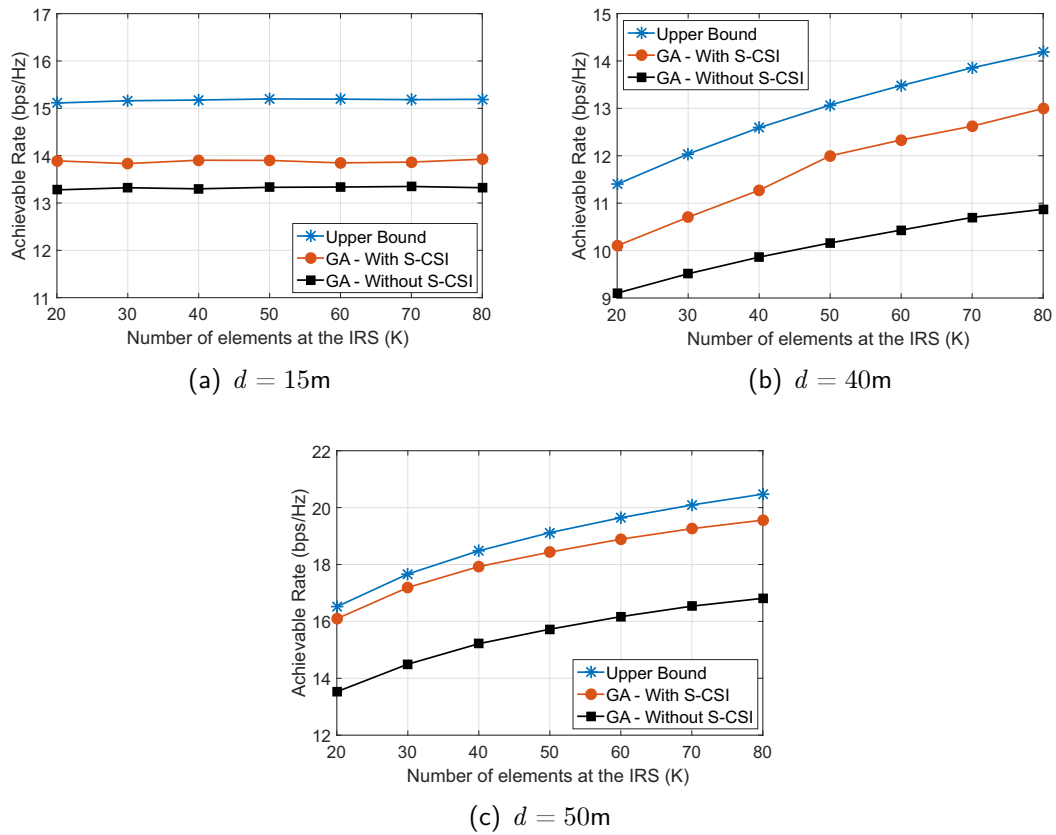 17
16
15
14
13
12
11
Achievable Rate (bps/Hz)
Upper Bound
GA - With S-CSI
GA - Without S-CSI
20 30 40 50 60 70 80
Number of elements at the IRS (K)
(a) d = 15m
15
14
13
12
11
10
9
Achievable Rate (bps/Hz)
Upper Bound
GA - With S-CSI
GA - Without S-CSI
20 30 40 50 60 70 80
Number of elements at the IRS (K)
(b) d = 40m
22
20
18
16
14
12
Achievable Rate (bps/Hz)
Upper Bound
GA - With S-CSI
GA - Without S-CSI
20 30 40 50 60 70 80
Number of elements at the IRS (K)
(c) d = 50m